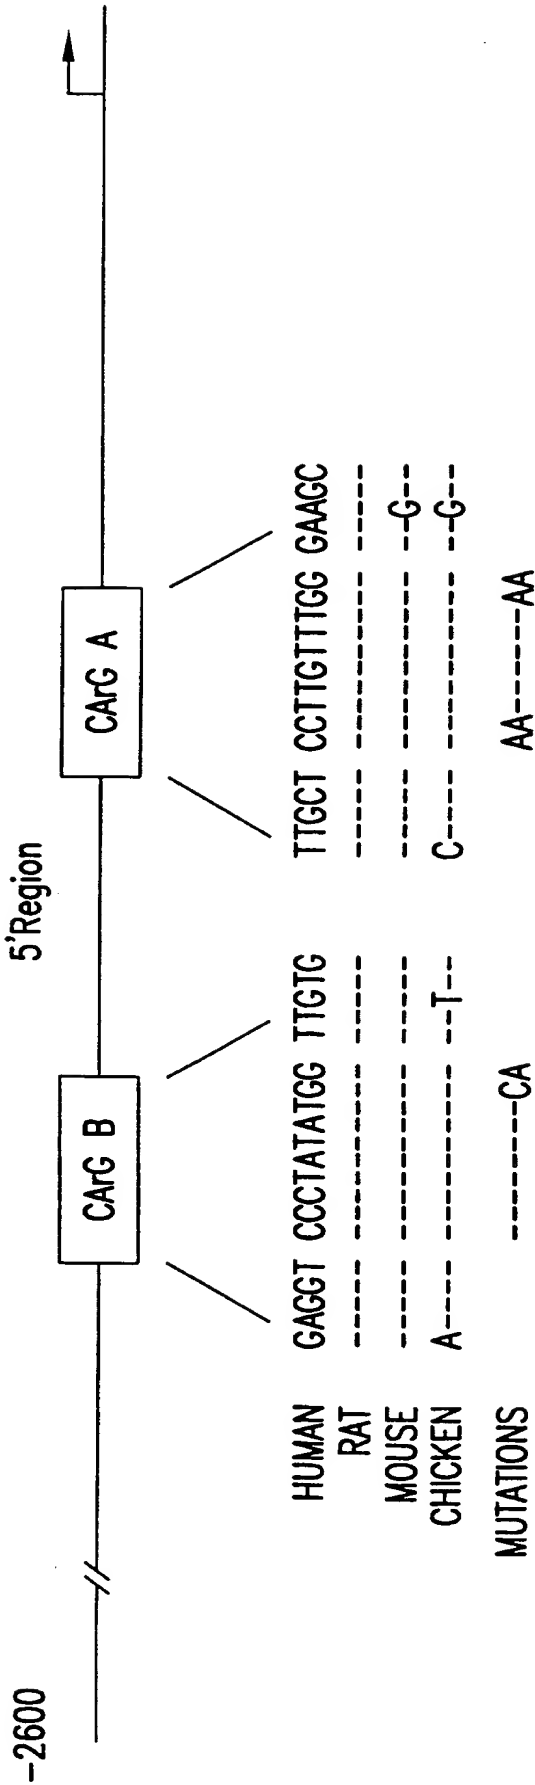 -2600
5'Region
CArG B CArG A
HUMAN GAGGT CCCTATATGG TTGTG TTGCT CCTTGTTTGG GAAGC
RAT ----- ---------- ----- ----- ---------- -----
MOUSE ----- ---------- ----- ----- ---------- --G--
CHICKEN A---- ---------- ---T-- C---- ---------- --G--
MUTATIONS --------CA AA------AA